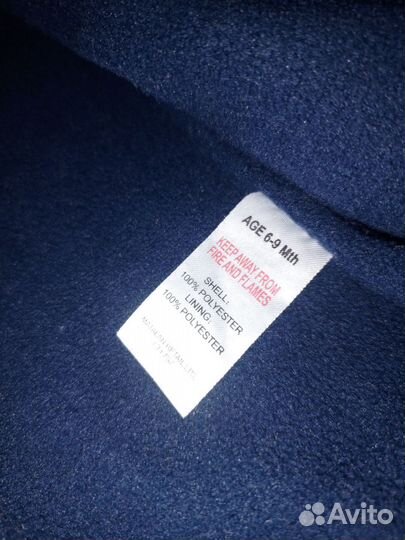 AGE 6-9 Mth
KEEP AWAY FROM
FIRE AND FLAMES
SHELL:
100% POLYESTER
LINING:
100% POLYESTER
Avito